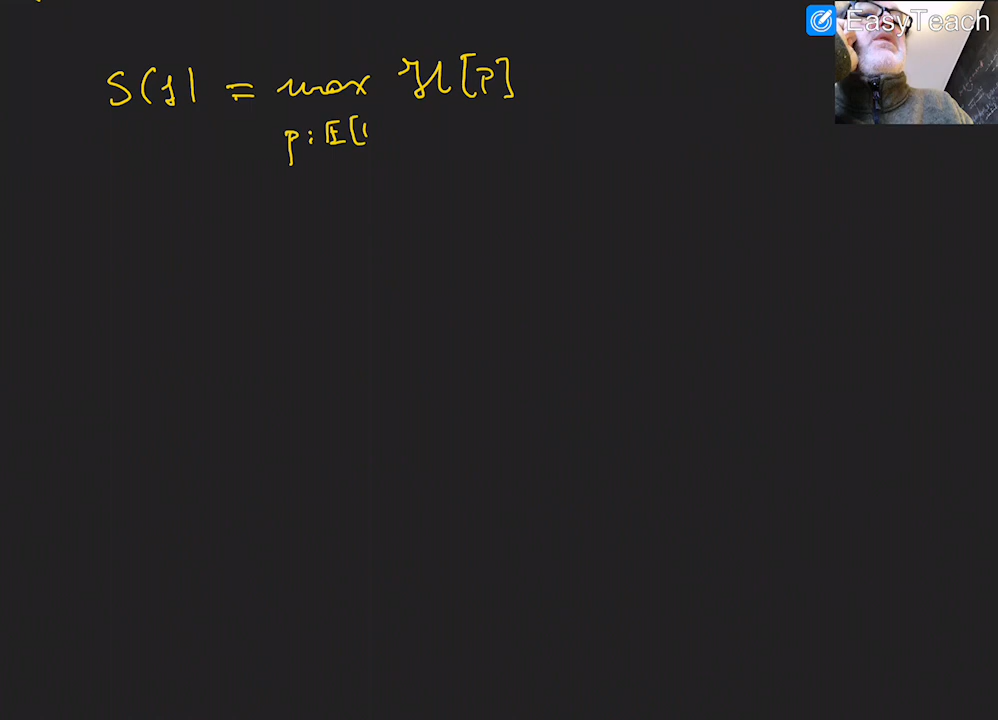 EasyTeach
S(f) = max H[P]
p : E[